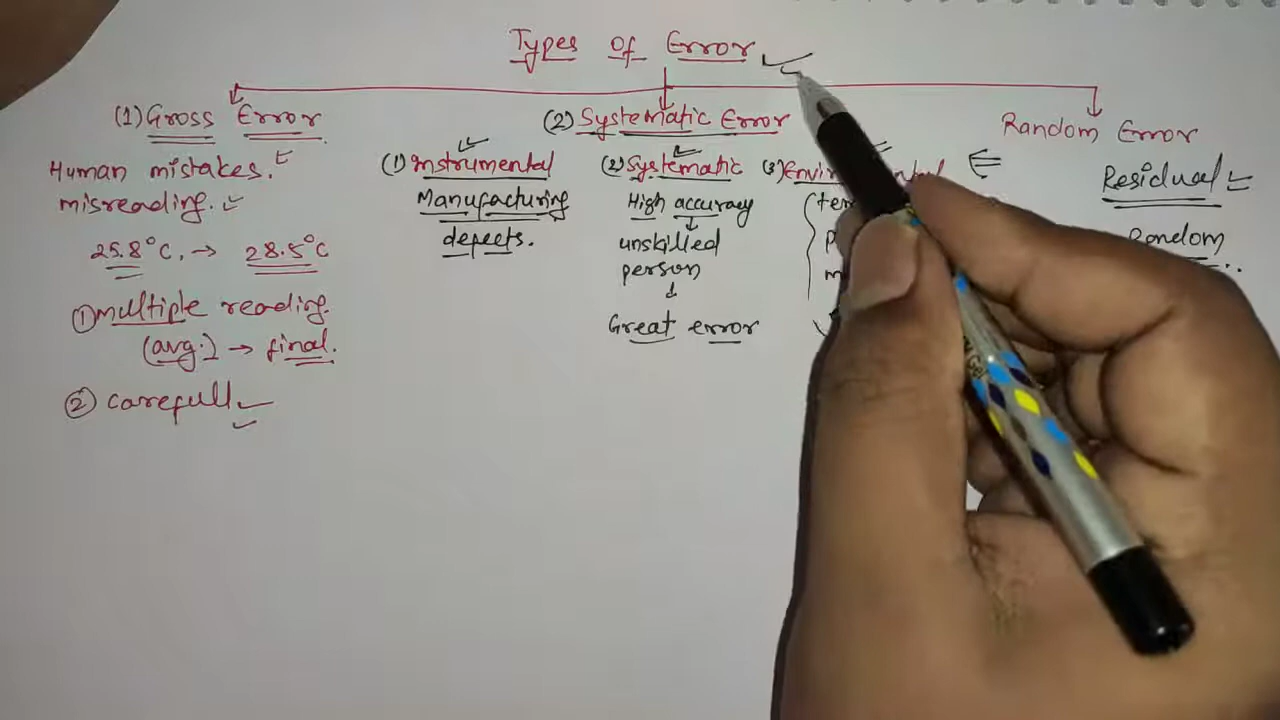 Types of Error
(1) Gross Error
Human mistakes.
misreading.
25.8°C, → 28.5°C
① multiple reading.
(avg.) → final.
② carefull
(2) Systematic Error
(1) Instrumental
Manufacturing
defects.
(2) Systematic
High accuracy
unskilled
person
Great error
(3)
Random Error
Residual
Random